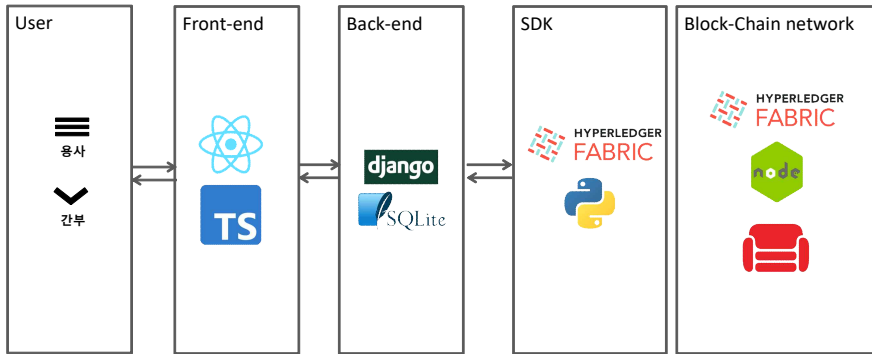 User
용사
간부
Front-end
TS
Back-end
django
SQLite
SDK
HYPERLEDGER
FABRIC
Block-Chain network
HYPERLEDGER
FABRIC
node